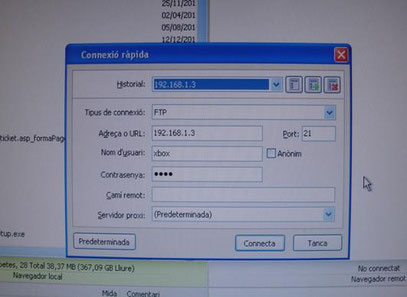 25/11/201
02/04/201
05/08/201
12/12/201
Connexió ràpida
Historial: 192.168.1.3
Tipus de connexió: FTP
Adreça o URL: 192.168.1.3 Port: 21
Nom d'usuari: xbox Anònim
Contrasenya: ••••
Camí remot:
Servidor proxi: (Predeterminada)
Predeterminada Connecta Tanca
ticket.asp_formaPage
tup.exe
etes, 28 Total 38,37 MB (367,09 GB Lliure) No connectat
Navegador local Navegador remot
Mida Comentari